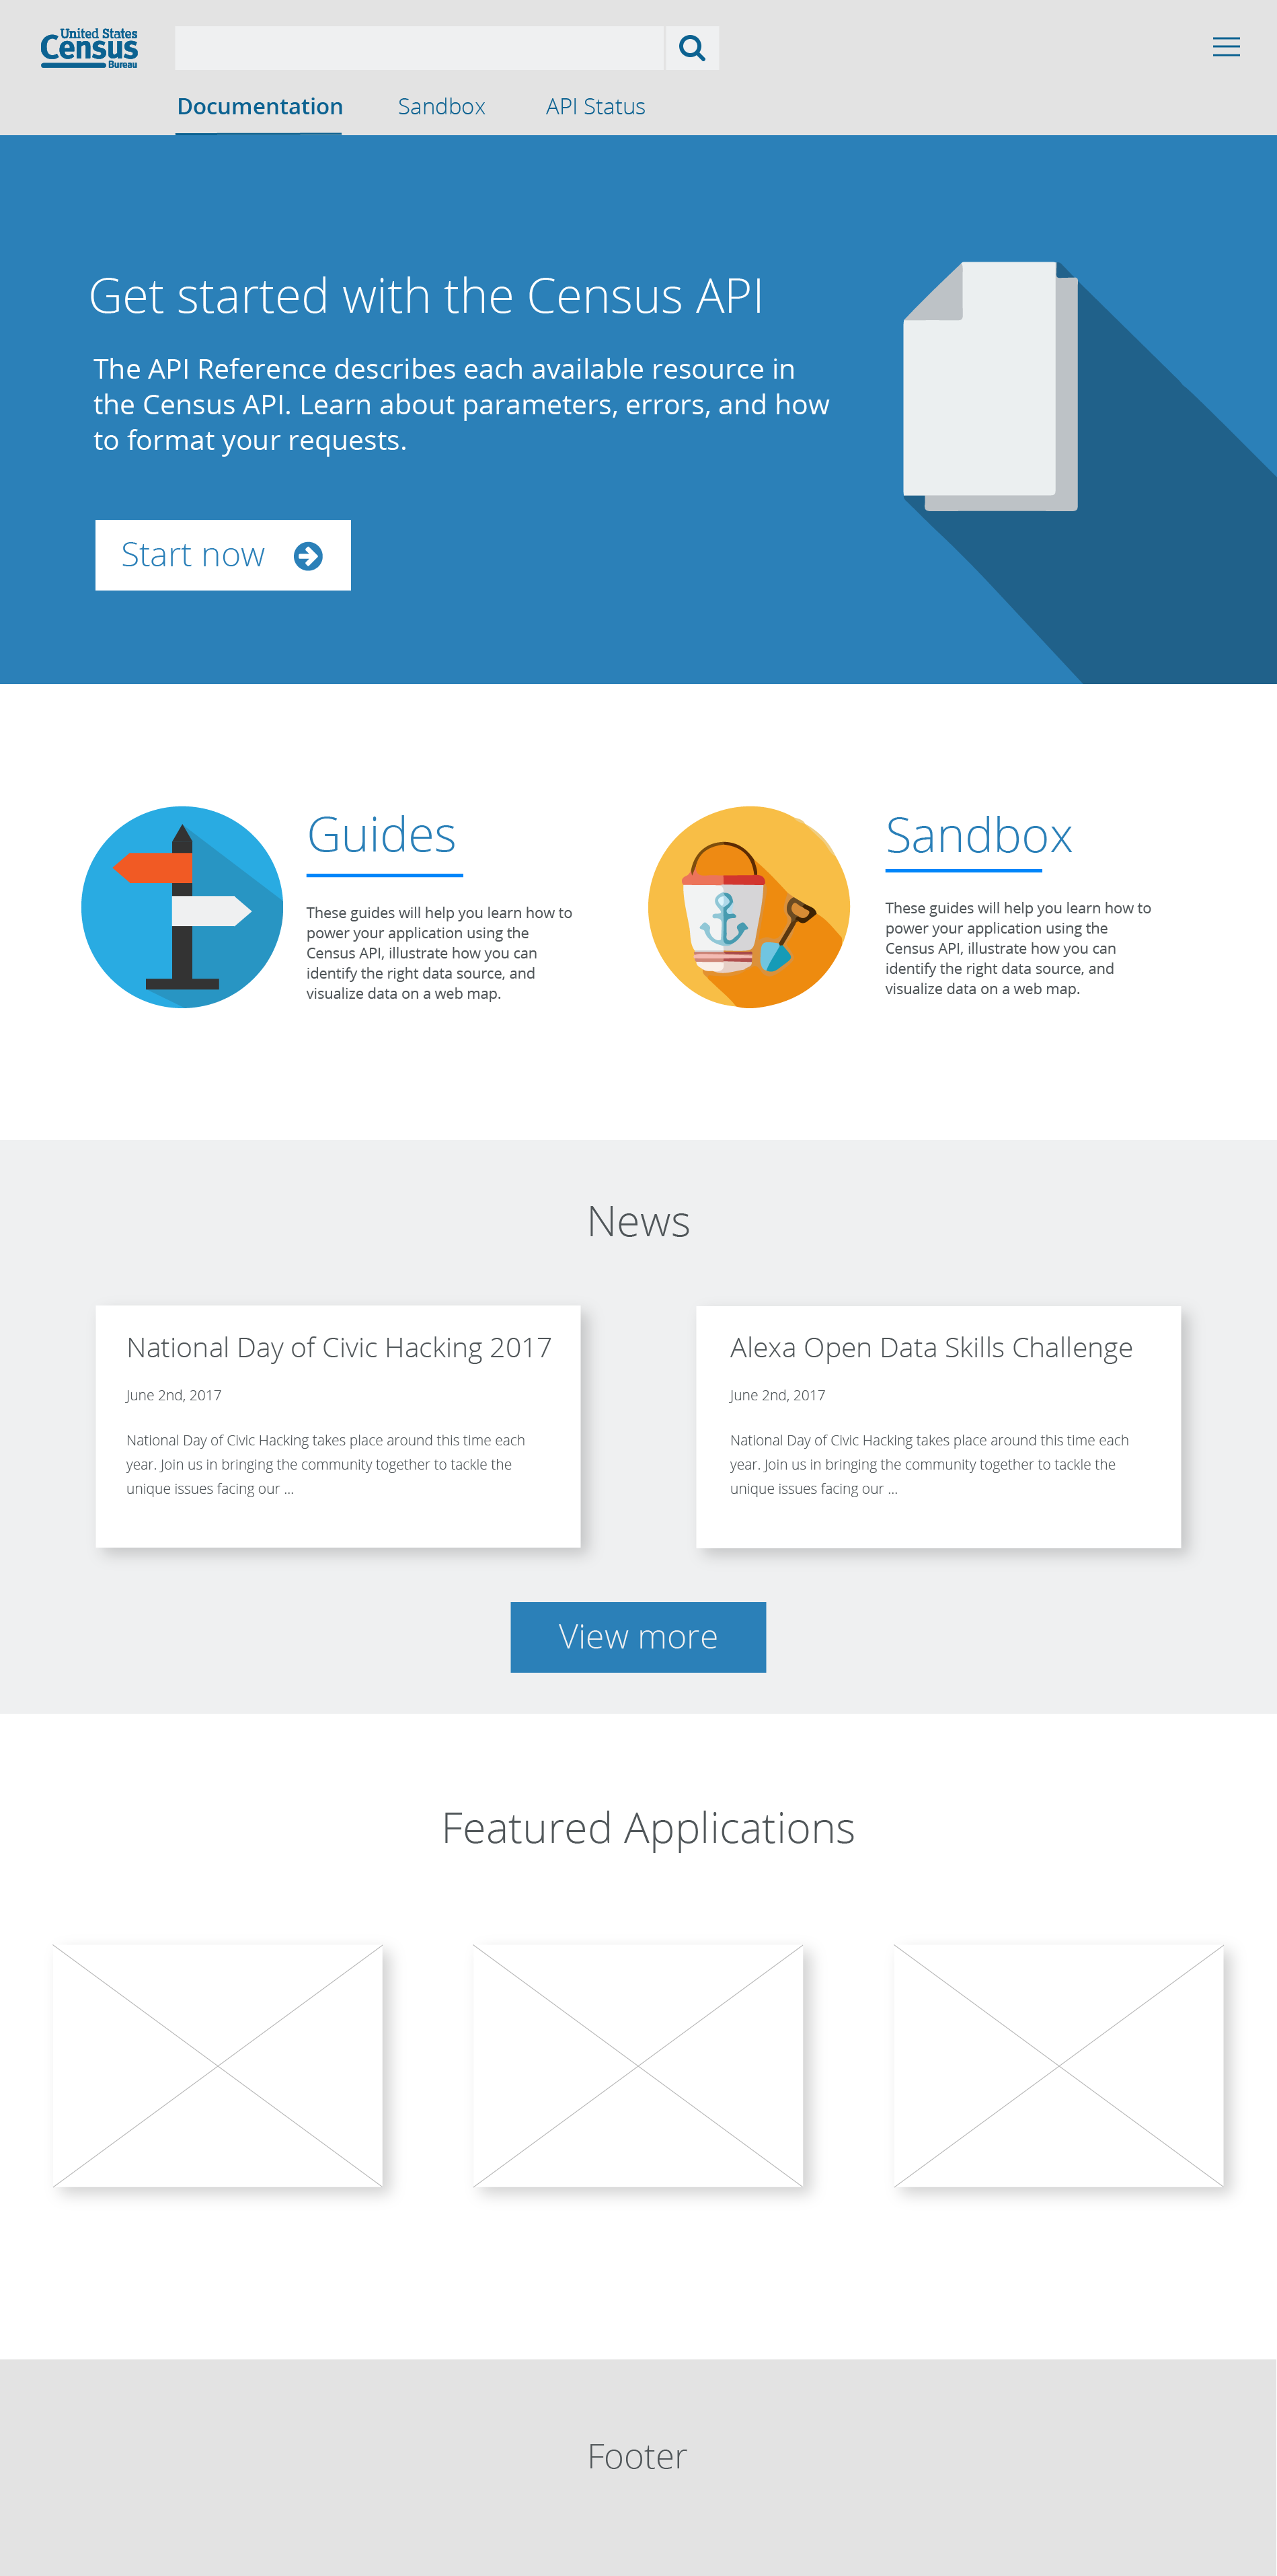 United States
Census
Bureau
Documentation
Sandbox
API Status
Get started with the Census API
The API Reference describes each available resource in
the Census API. Learn about parameters, errors, and how
to format your requests.
Start now
Guides
These guides will help you learn how to
power your application using the
Census API, illustrate how you can
identify the right data source, and
visualize data on a web map.
Sandbox
These guides will help you learn how to
power your application using the
Census API, illustrate how you can
identify the right data source, and
visualize data on a web map.
News
National Day of Civic Hacking 2017
June 2nd, 2017
National Day of Civic Hacking takes place around this time each
year. Join us in bringing the community together to tackle the
unique issues facing our ...
Alexa Open Data Skills Challenge
June 2nd, 2017
National Day of Civic Hacking takes place around this time each
year. Join us in bringing the community together to tackle the
unique issues facing our ...
View more
Featured Applications
Footer